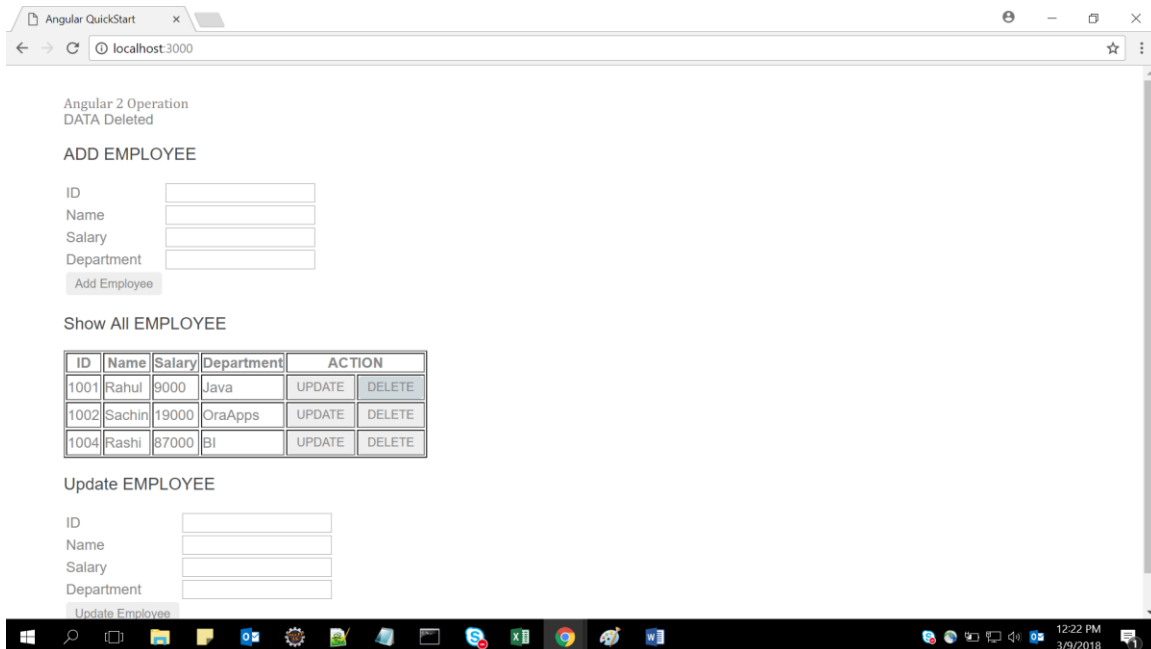 Angular QuickStart
localhost:3000
Angular 2 Operation
DATA Deleted
ADD EMPLOYEE
ID
Name
Salary
Department
Add Employee
Show All EMPLOYEE
ID Name Salary Department ACTION
1001 Rahul 9000 Java UPDATE DELETE
1002 Sachin 19000 OraApps UPDATE DELETE
1004 Rashi 87000 BI UPDATE DELETE
Update EMPLOYEE
ID
Name
Salary
Department
Update Employee
12:22 PM
3/9/2018